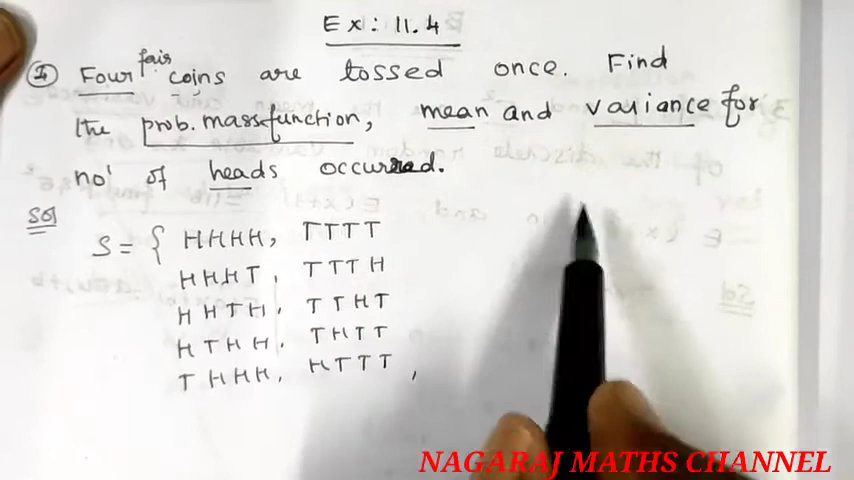 Ex: 11.4
④ Four fair coins are tossed once. Find
the prob. mass function, mean and variance for
no' of heads occurred.
Sol
S = { HHHH, TTTT
HHHT, TTTH
HHTH, TTHT
HTHH, THTT
THHH, HTTT,
NAGARAJ MATHS CHANNEL